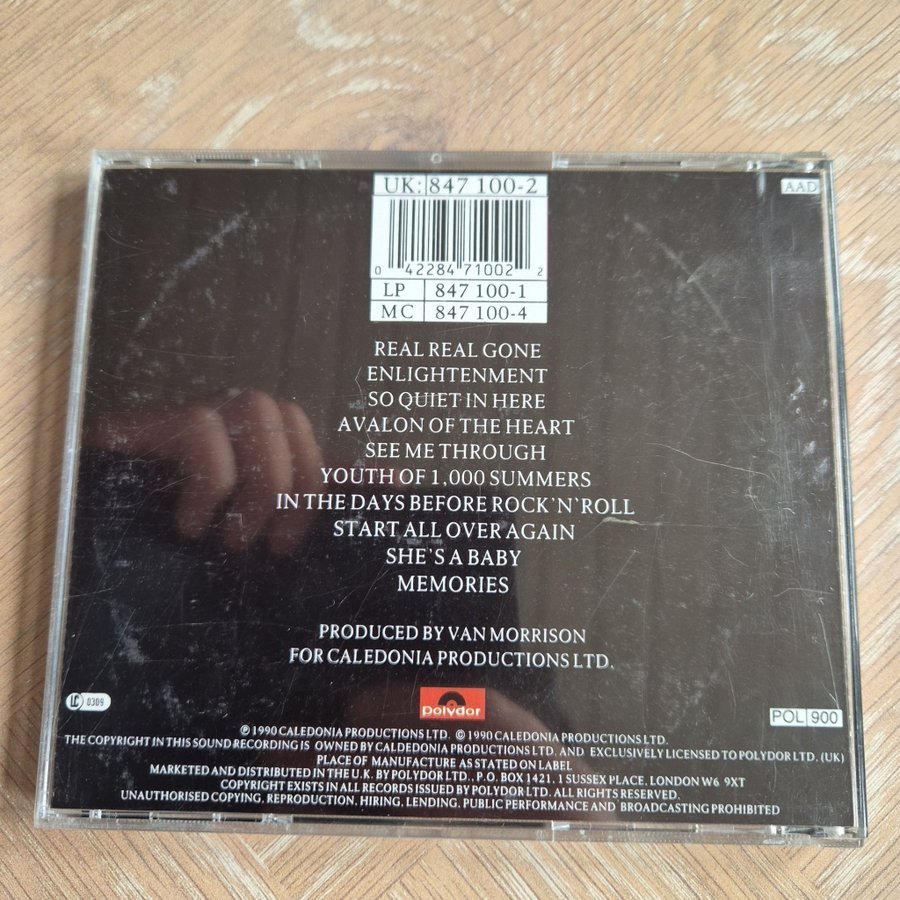 UK: 847 100-2
AAD
0 42284 71002 2
LP 847 100-1
MC 847 100-4
REAL REAL GONE
ENLIGHTENMENT
SO QUIET IN HERE
AVALON OF THE HEART
SEE ME THROUGH
YOUTH OF 1,000 SUMMERS
IN THE DAYS BEFORE ROCK'N'ROLL
START ALL OVER AGAIN
SHE'S A BABY
MEMORIES
PRODUCED BY VAN MORRISON
FOR CALEDONIA PRODUCTIONS LTD.
LC 0309
polydor
POL 900
℗ 1990 CALEDONIA PRODUCTIONS LTD. © 1990 CALEDONIA PRODUCTIONS LTD.
THE COPYRIGHT IN THIS SOUND RECORDING IS OWNED BY CALDEDONIA PRODUCTIONS LTD. AND EXCLUSIVELY LICENSED TO POLYDOR LTD. (UK)
PLACE OF MANUFACTURE AS STATED ON LABEL
MARKETED AND DISTRIBUTED IN THE U.K. BY POLYDOR LTD., P.O. BOX 1421, 1 SUSSEX PLACE, LONDON W6 9XT
COPYRIGHT EXISTS IN ALL RECORDS ISSUED BY POLYDOR LTD. ALL RIGHTS RESERVED.
UNAUTHORISED COPYING, REPRODUCTION, HIRING, LENDING, PUBLIC PERFORMANCE AND BROADCASTING PROHIBITED